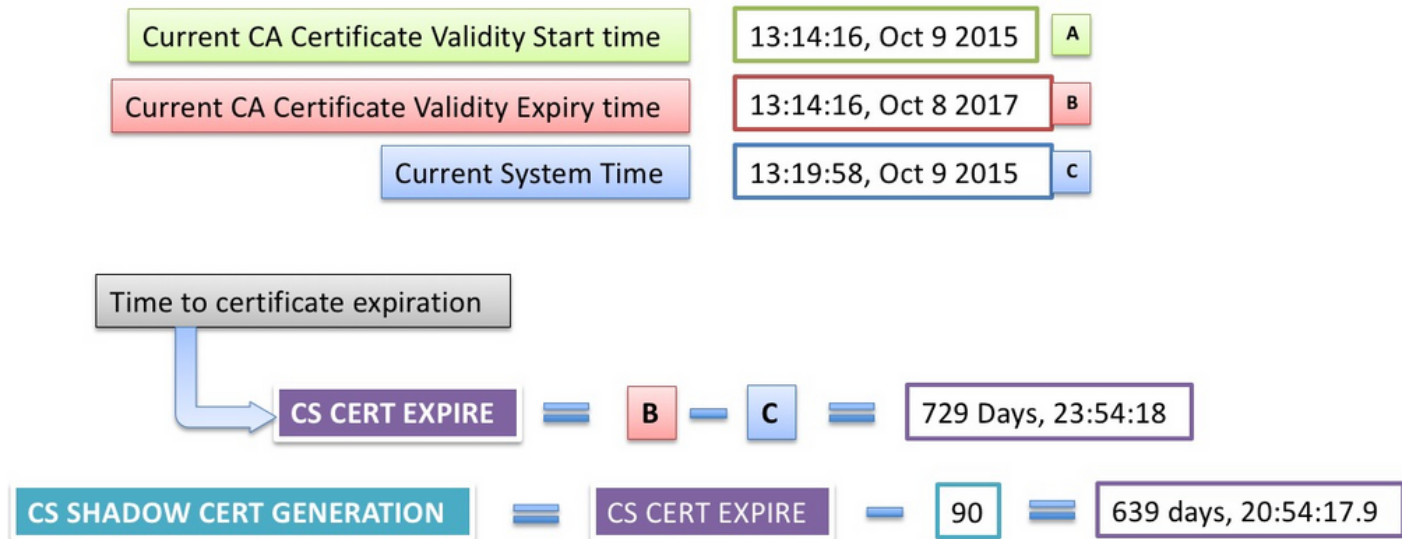 Current CA Certificate Validity Start time 13:14:16, Oct 9 2015 A
Current CA Certificate Validity Expiry time 13:14:16, Oct 8 2017 B
Current System Time 13:19:58, Oct 9 2015 C
Time to certificate expiration
CS CERT EXPIRE = B - C = 729 Days, 23:54:18
CS SHADOW CERT GENERATION = CS CERT EXPIRE - 90 = 639 days, 20:54:17.9